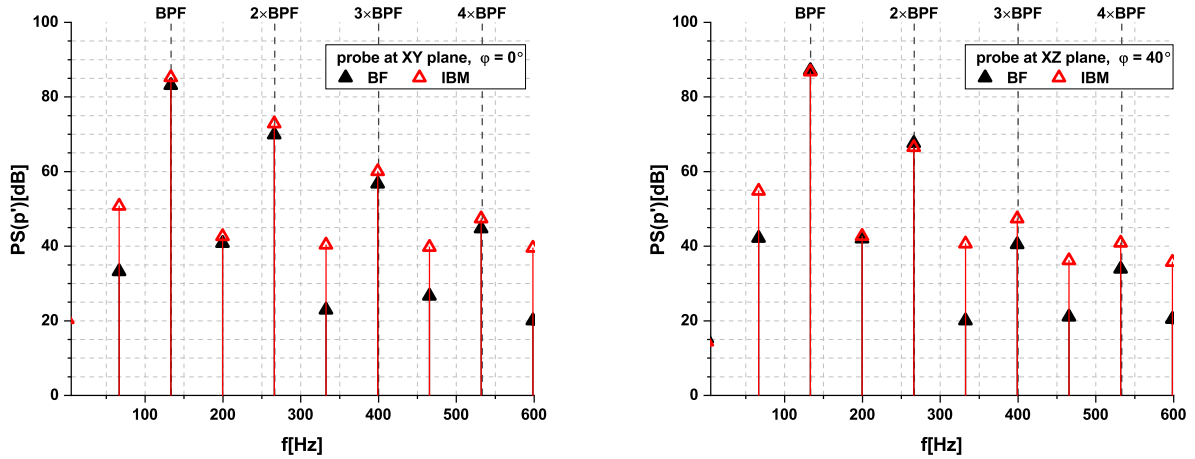 BPF 2×BPF 3×BPF 4×BPF
100
80
60
40
20
0
PS(p')[dB]
probe at XY plane, φ = 0°
BF IBM
100 200 300 400 500 600
f[Hz]
BPF 2×BPF 3×BPF 4×BPF
100
80
60
40
20
0
PS(p')[dB]
probe at XZ plane, φ = 40°
BF IBM
100 200 300 400 500 600
f[Hz]